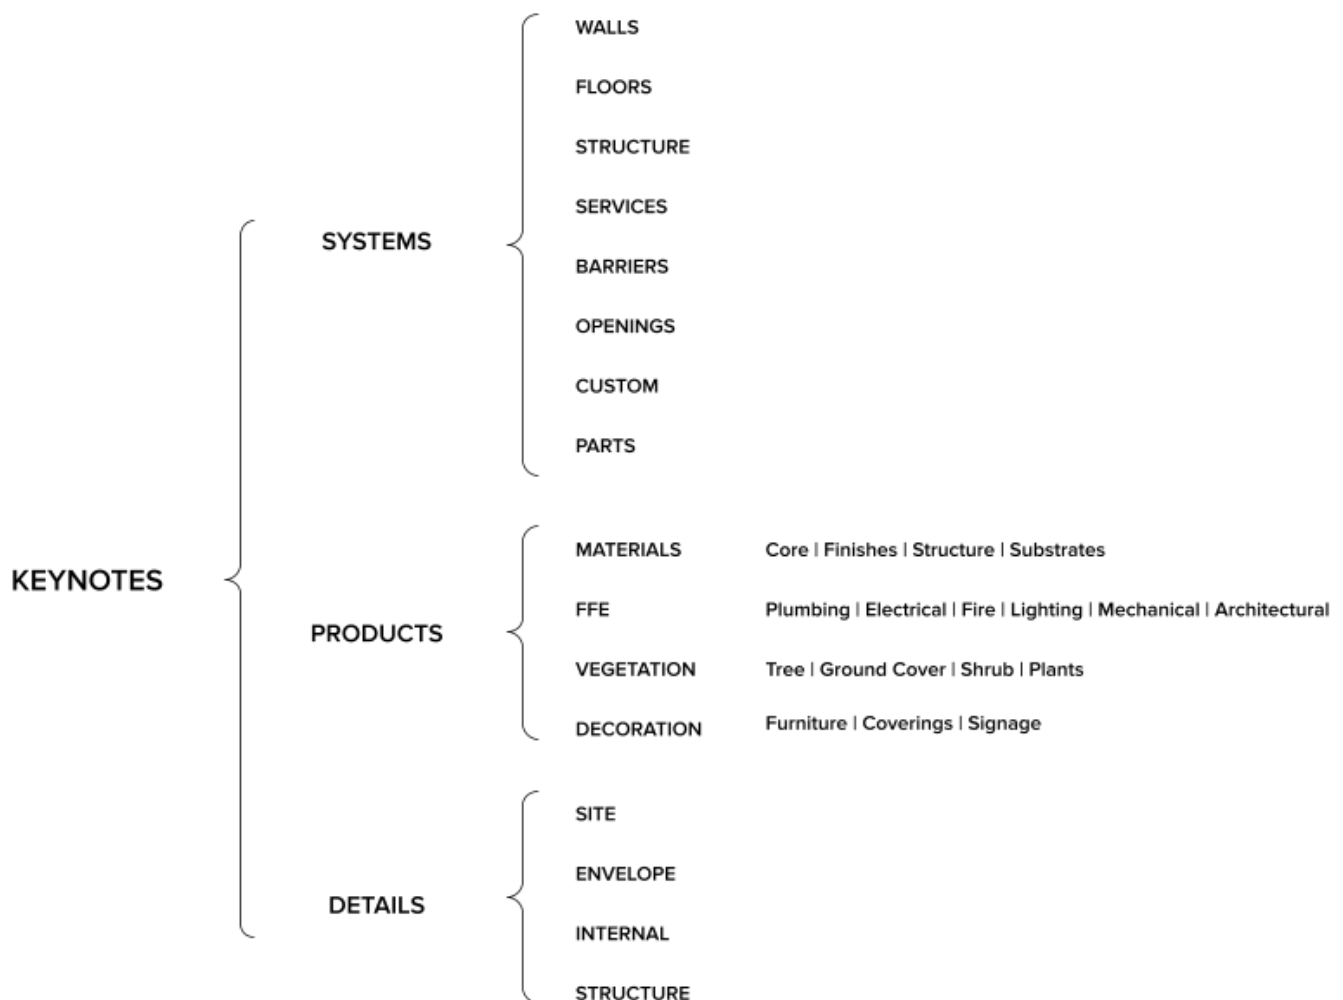 WALLS
FLOORS
STRUCTURE
SERVICES
SYSTEMS
BARRIERS
OPENINGS
CUSTOM
PARTS
MATERIALS Core | Finishes | Structure | Substrates
KEYNOTES
FFE Plumbing | Electrical | Fire | Lighting | Mechanical | Architectural
PRODUCTS
VEGETATION Tree | Ground Cover | Shrub | Plants
DECORATION Furniture | Coverings | Signage
SITE
ENVELOPE
DETAILS
INTERNAL
STRUCTURE